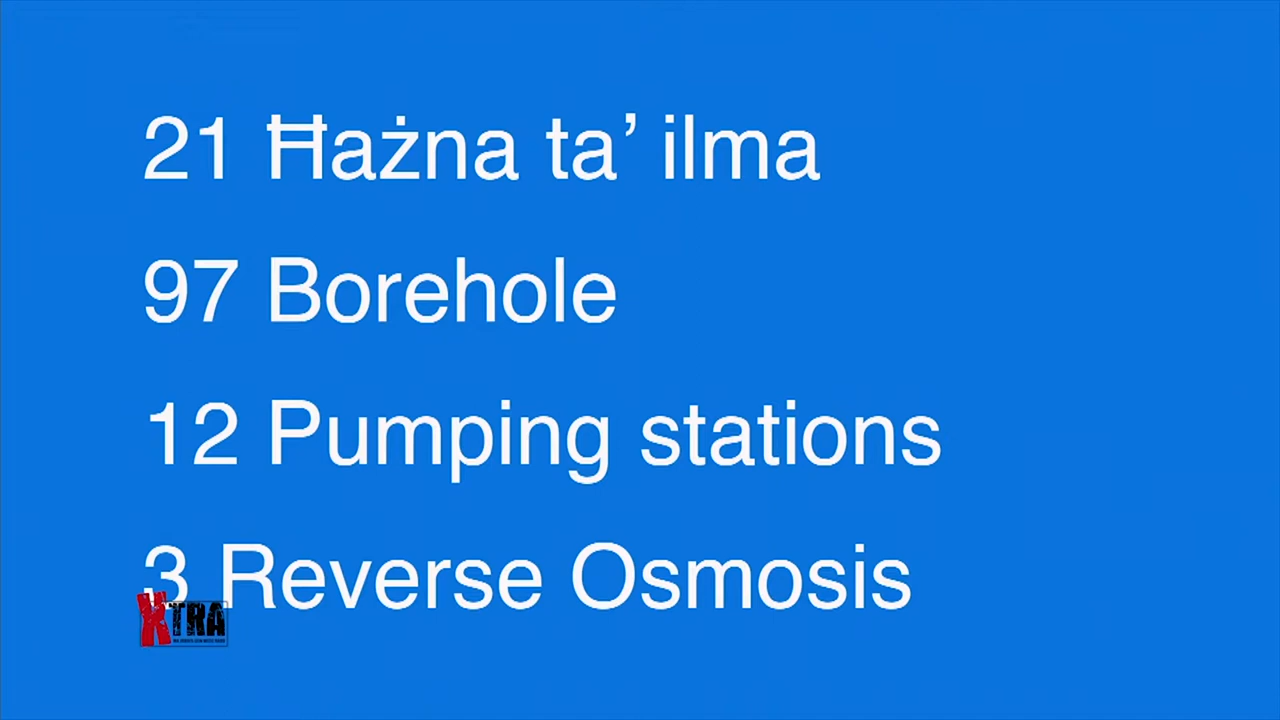 21 Ħażna ta’ ilma
97 Borehole
12 Pumping stations
3 Reverse Osmosis
XTRA